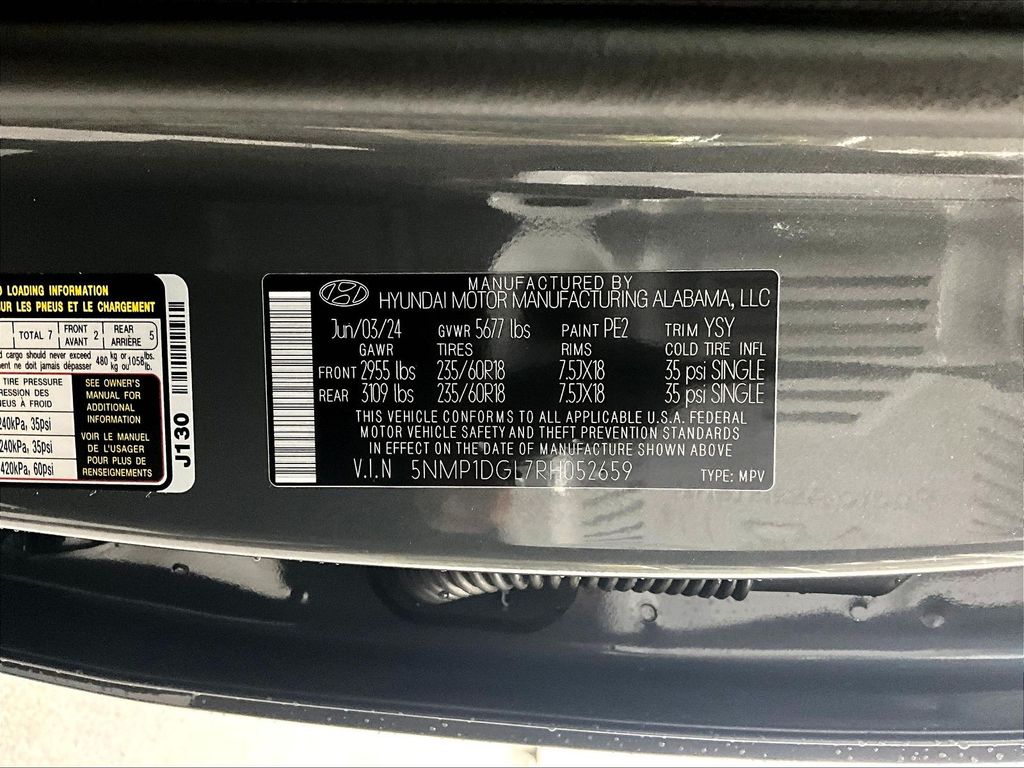 D LOADING INFORMATION
UR LES PNEUS ET LE CHARGEMENT
TOTAL 7 FRONT AVANT 2 REAR ARRIÈRE 5
d cargo should never exceed 480 kg or 1058 lbs.
ment ne doit jamais dépasser kg ou lb.
TIRE PRESSURE
RESSION DES
NEUS À FROID
240kPa, 35psi
240kPa, 35psi
420kPa, 60psi
SEE OWNER'S
MANUAL FOR
ADDITIONAL
INFORMATION
VOIR LE MANUEL
DE L'USAGER
POUR PLUS DE
RENSEIGNEMENTS
J130
MANUFACTURED BY
HYUNDAI MOTOR MANUFACTURING ALABAMA, LLC
Jun/03/24 GVWR 5677 lbs PAINT PE2 TRIM YSY
GAWR TIRES RIMS COLD TIRE INFL
FRONT 2955 lbs 235/60R18 7.5JX18 35 psi SINGLE
REAR 3109 lbs 235/60R18 7.5JX18 35 psi SINGLE
THIS VEHICLE CONFORMS TO ALL APPLICABLE U.S.A. FEDERAL
MOTOR VEHICLE SAFETY AND THEFT PREVENTION STANDARDS
IN EFFECT ON THE DATE OF MANUFACTURE SHOWN ABOVE
V.I.N 5NMP1DGL7RH052659 TYPE: MPV